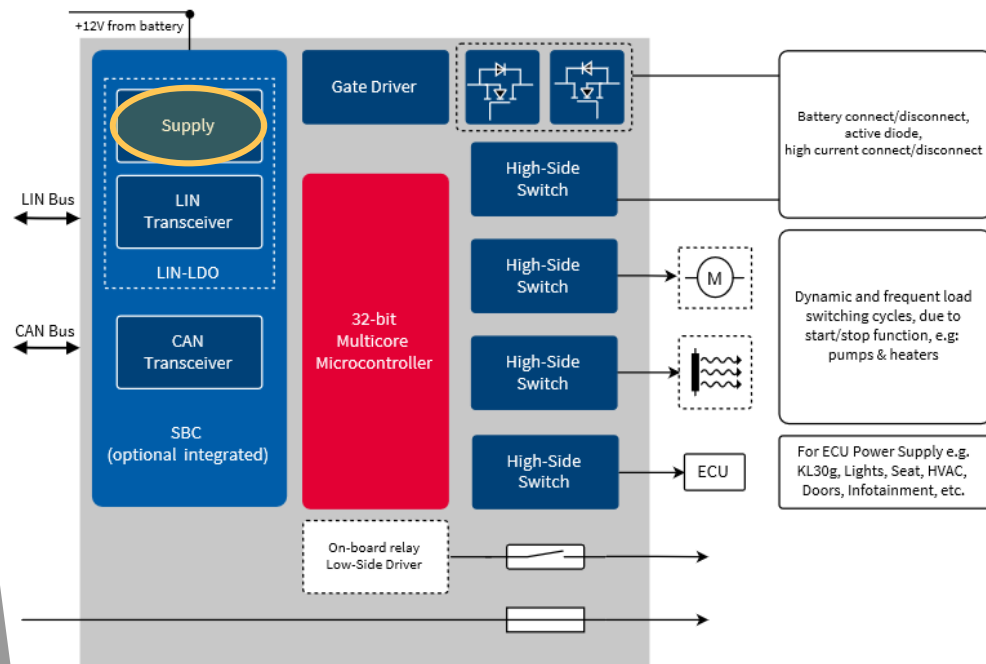 +12V from battery
Supply
LIN
Transceiver
LIN-LDO
CAN
Transceiver
SBC
(optional integrated)
LIN Bus
CAN Bus
Gate Driver
32-bit
Multicore
Microcontroller
On-board relay
Low-Side Driver
High-Side
Switch
High-Side
Switch
High-Side
Switch
High-Side
Switch
M
ECU
Battery connect/disconnect,
active diode,
high current connect/disconnect
Dynamic and frequent load
switching cycles, due to
start/stop function, e.g:
pumps & heaters
For ECU Power Supply e.g.
KL30g, Lights, Seat, HVAC,
Doors, Infotainment, etc.